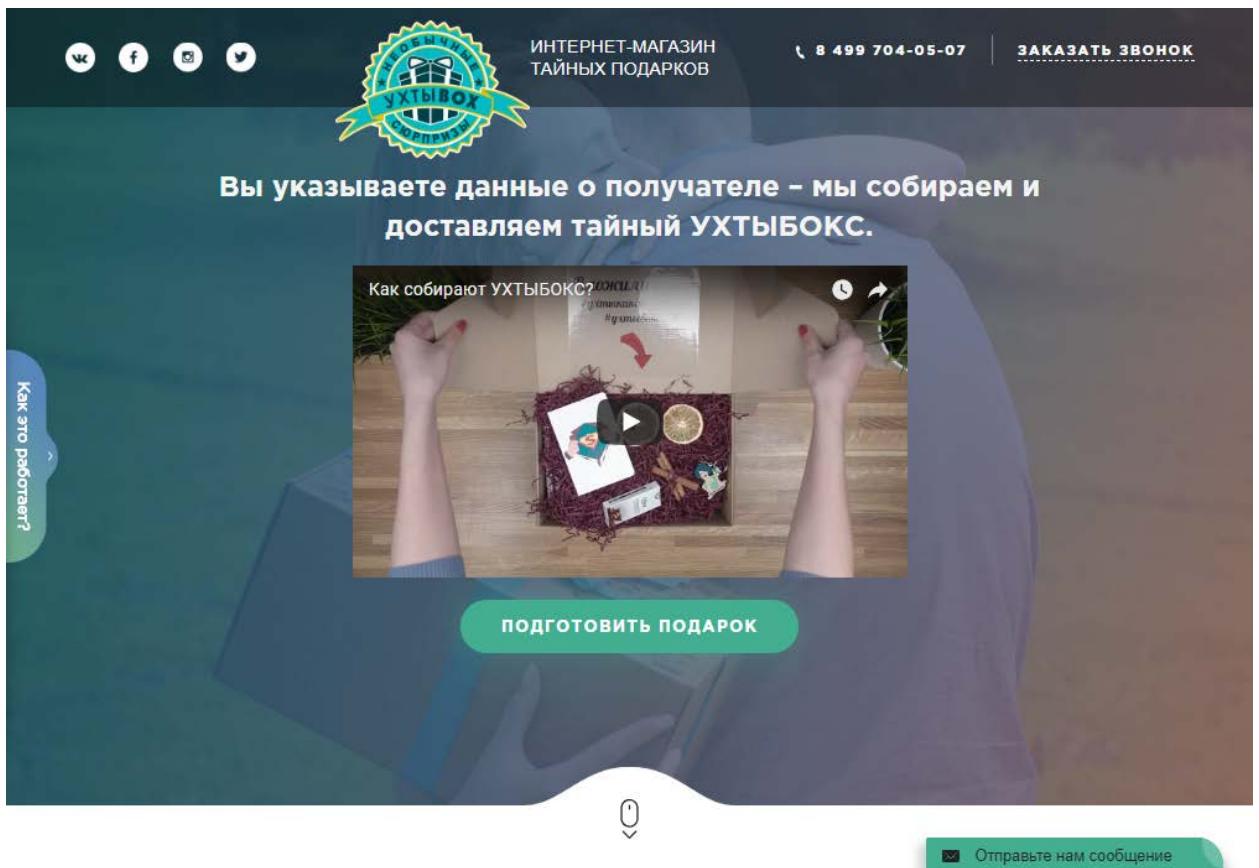 НЕОБЫЧНЫЕ
УХТЫBOX
СЮРПРИЗЫ
ИНТЕРНЕТ-МАГАЗИН
ТАЙНЫХ ПОДАРКОВ
8 499 704-05-07
ЗАКАЗАТЬ ЗВОНОК
Вы указываете данные о получателе – мы собираем и
доставляем тайный УХТЫБОКС.
Как собирают УХТЫБОКС?
Как это работает?
ПОДГОТОВИТЬ ПОДАРОК
Отправьте нам сообщение